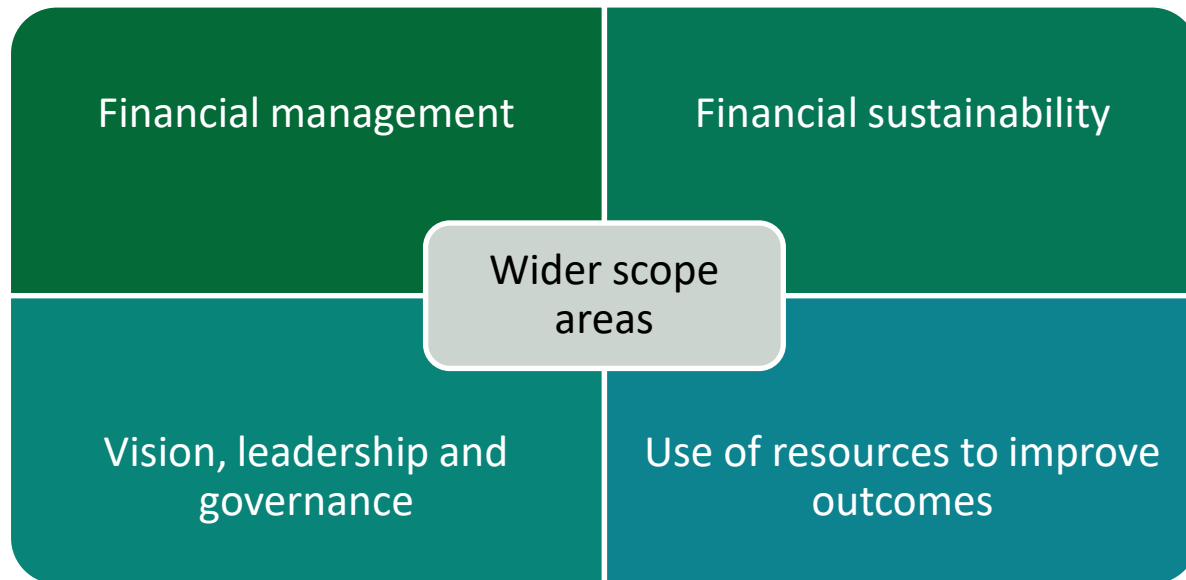 Financial management
Financial sustainability
Wider scope
areas
Vision, leadership and
governance
Use of resources to improve
outcomes